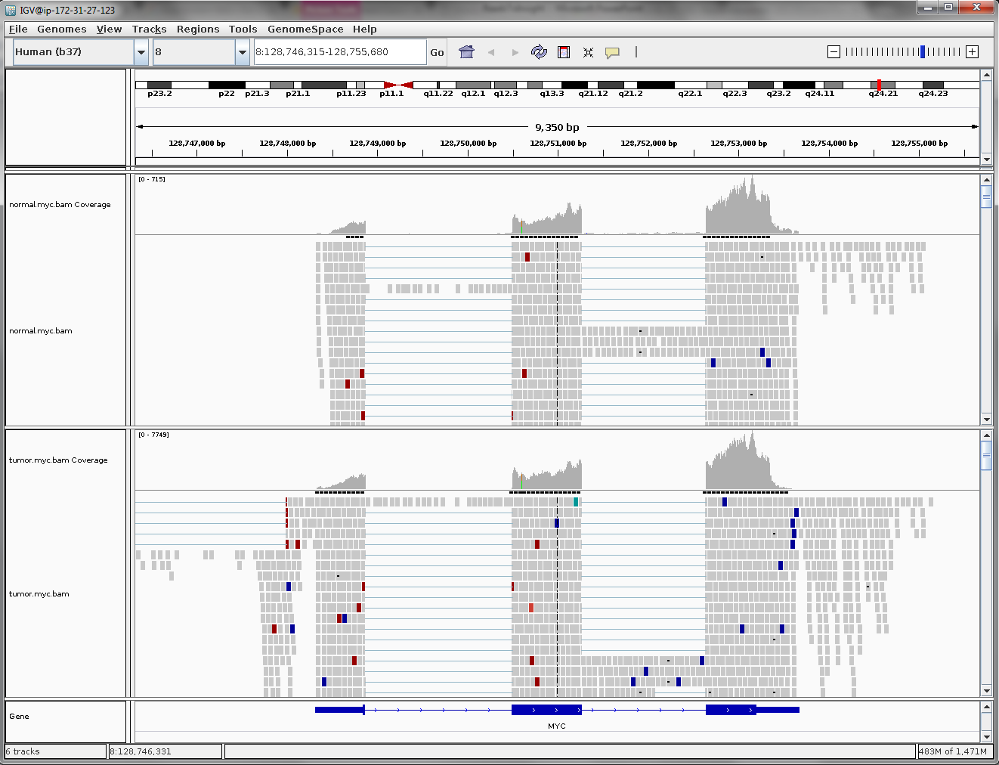 IGV@ip-172-31-27-123
File Genomes View Tracks Regions Tools GenomeSpace Help
Human (b37) 8 8:128,746,315-128,755,680 Go
p23.2 p22 p21.3 p21.1 p11.23 p11.1 q11.22 q12.1 q12.3 q13.3 q21.12 q21.2 q22.1 q22.3 q23.2 q24.11 q24.21 q24.23
9,350 bp
128,747,000 bp 128,748,000 bp 128,749,000 bp 128,750,000 bp 128,751,000 bp 128,752,000 bp 128,753,000 bp 128,754,000 bp 128,755,000 bp
[0 - 715]
normal.myc.bam Coverage
normal.myc.bam
[0 - 7749]
tumor.myc.bam Coverage
tumor.myc.bam
Gene
MYC
6 tracks 8:128,746,331 483M of 1,471M